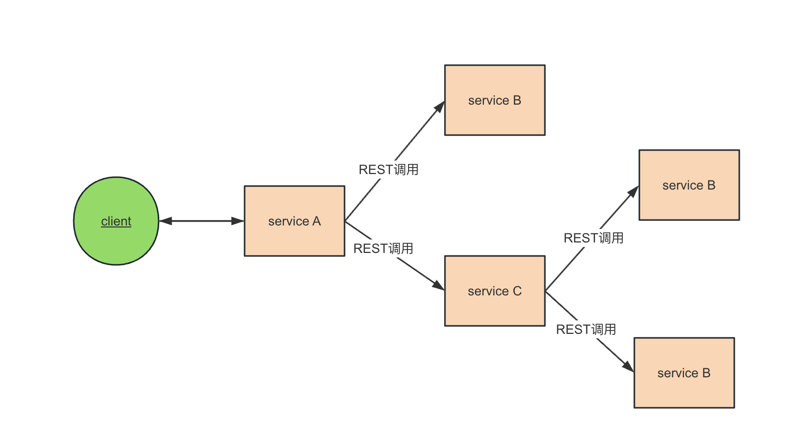 service B
REST调用
service B
client
service A
REST调用
REST调用
service C
REST调用
service B